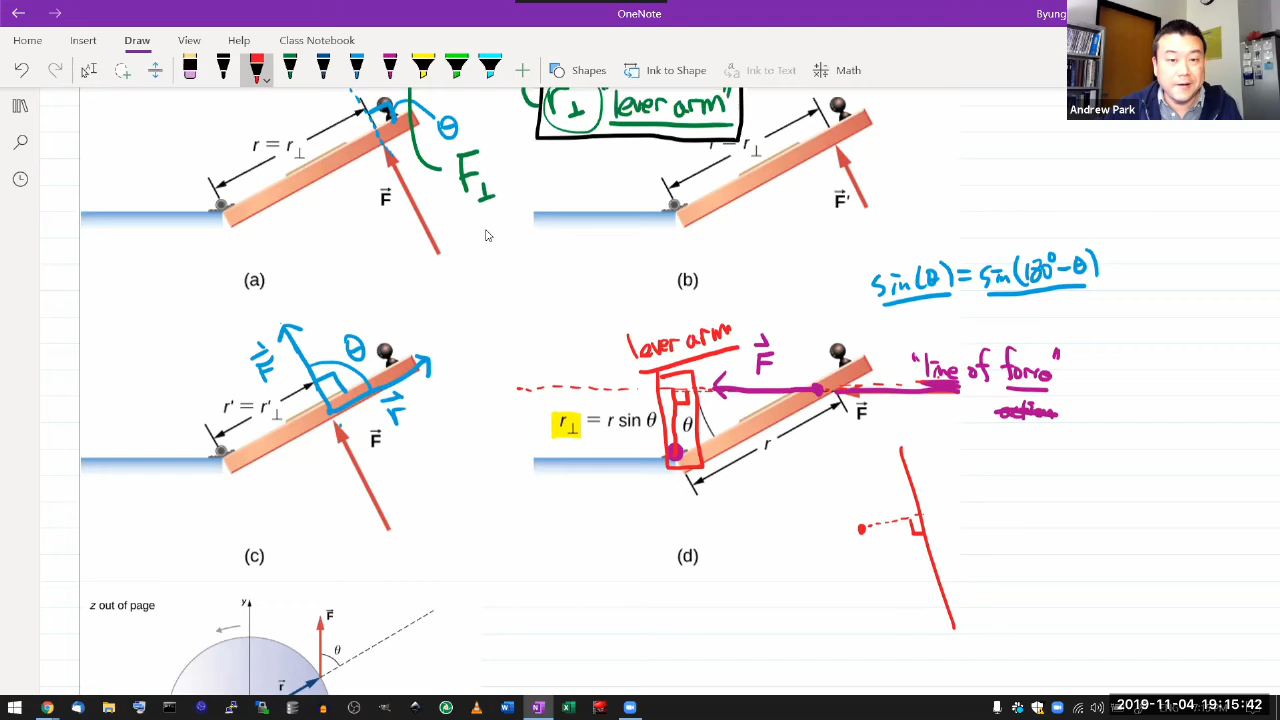 OneNote
Byung
Home Insert Draw View Help Class Notebook
Shapes Ink to Shape Ink to Text Math
Andrew Park
θ
r = r⊥
F⊥
F
(a)
r⊥ "lever arm"
r = r⊥
F'
(b)
sin(θ) = sin(180° - θ)
F
θ
r
r' = r'⊥
F
(c)
lever arm
F
"line of force"
action
r⊥ = r sin θ
θ
r
F
(d)
z out of page
y
F
θ
r
2019-11-04 19:15:42